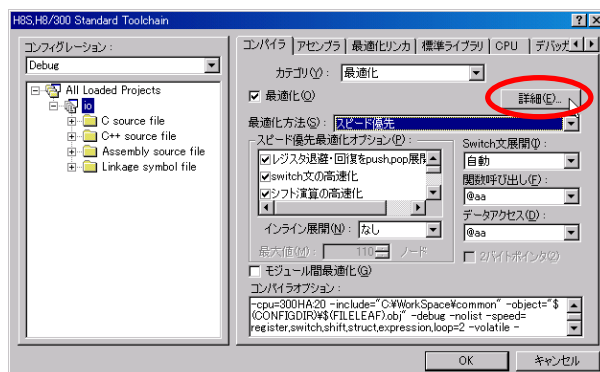 H8S,H8/300 Standard Toolchain
コンフィグレーション：
Debug
All Loaded Projects
io
C source file
C++ source file
Assembly source file
Linkage symbol file
コンパイラ アセンブラ 最適化リンカ 標準ライブラリ CPU デバッガ
カテゴリ(Y)： 最適化
最適化(O)
詳細(E)...
最適化方法(S)： スピード優先
スピード優先最適化オプション(P)：
レジスタ退避・回復をpush,pop展開
switch文の高速化
シフト演算の高速化
インライン展開(N)： なし
最大値(M)： 110 ノード
Switch文展開(I)：
自動
関数呼び出し(F)：
@aa
データアクセス(D)：
@aa
2バイトポインタ(2)
モジュール間最適化(G)
コンパイラオプション：
-cpu=300HA:20 -include="C:¥WorkSpace¥common" -object="$
(CONFIGDIR)¥$(FILELEAF).obj" -debug -nolist -speed=
register,switch,shift,struct,expression,loop=2 -volatile -
OK キャンセル